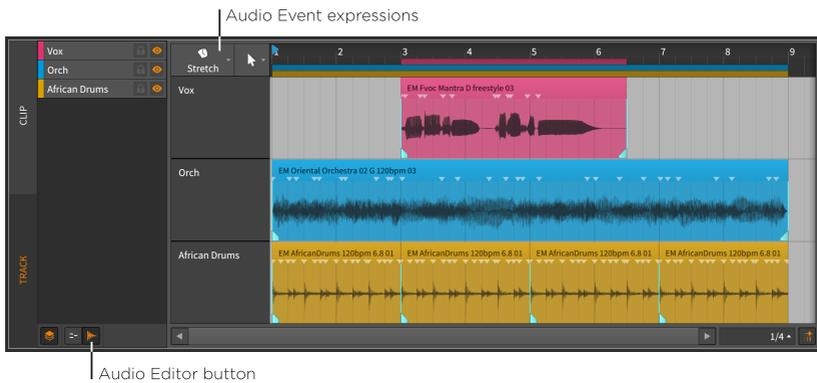 Audio Event expressions
Vox
Orch
African Drums
CLIP
TRACK
Stretch
2 3 4 5 6 7 8 9
Vox
EM Fvoc Mantra D freestyle 03
Orch
EM Oriental Orchestra 02 G 120bpm 03
African Drums
EM AfricanDrums 120bpm 6.8 01 EM AfricanDrums 120bpm 6.8 01 EM AfricanDrums 120bpm 6.8 01 EM AfricanDrums 120bpm 6.8 01
1/4
Audio Editor button